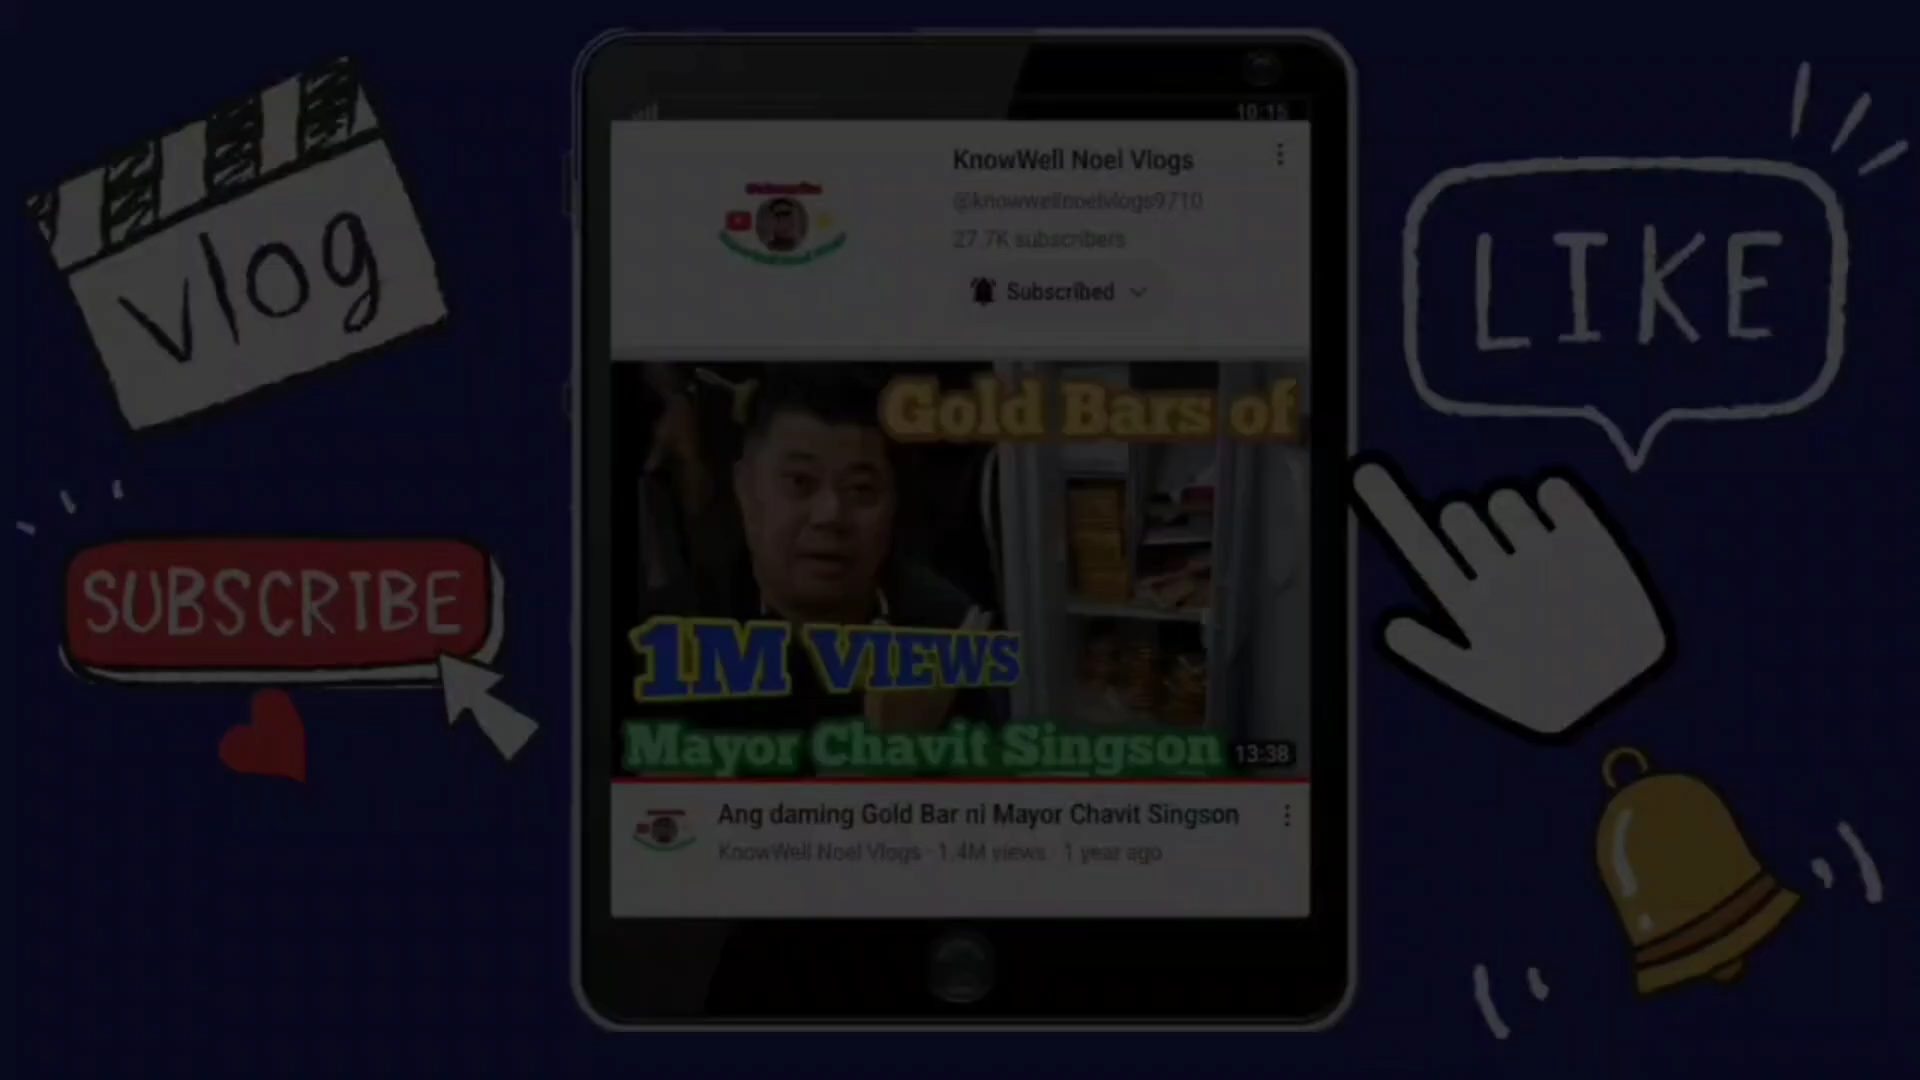 vlog
SUBSCRIBE
10:15
KnowWell Noel Vlogs
@knowwellnoelvlogs9710
27.7K subscribers
Subscribed
Gold Bars of
1M VIEWS
Mayor Chavit Singson
13:38
Ang daming Gold Bar ni Mayor Chavit Singson
KnowWell Noel Vlogs · 1.4M views · 1 year ago
LIKE